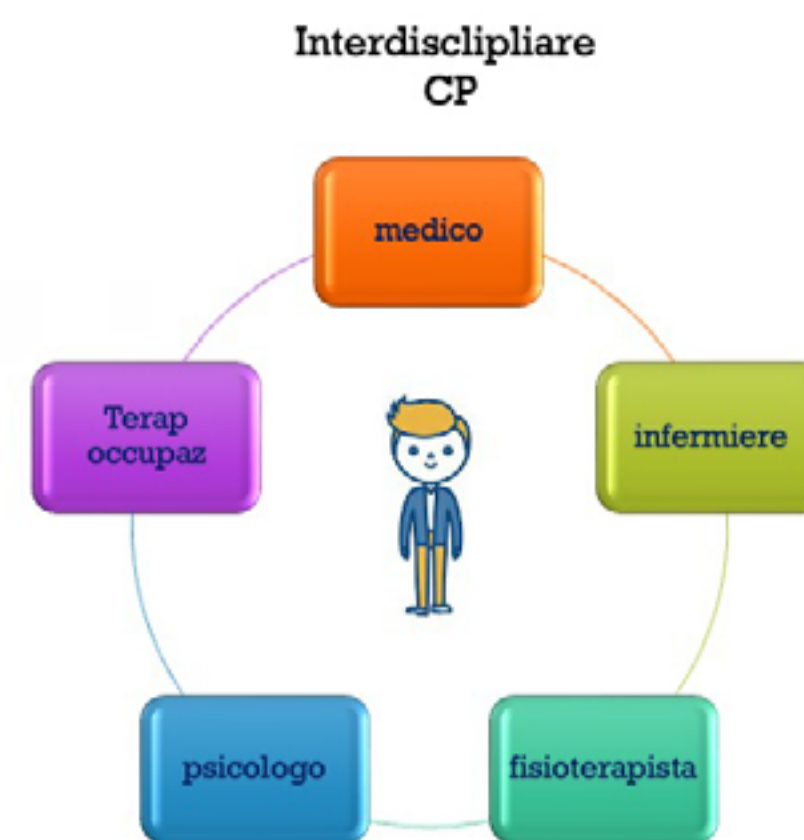 Interdisclipliare
CP
medico
Terap
occupaz
infermiere
psicologo
fisioterapista